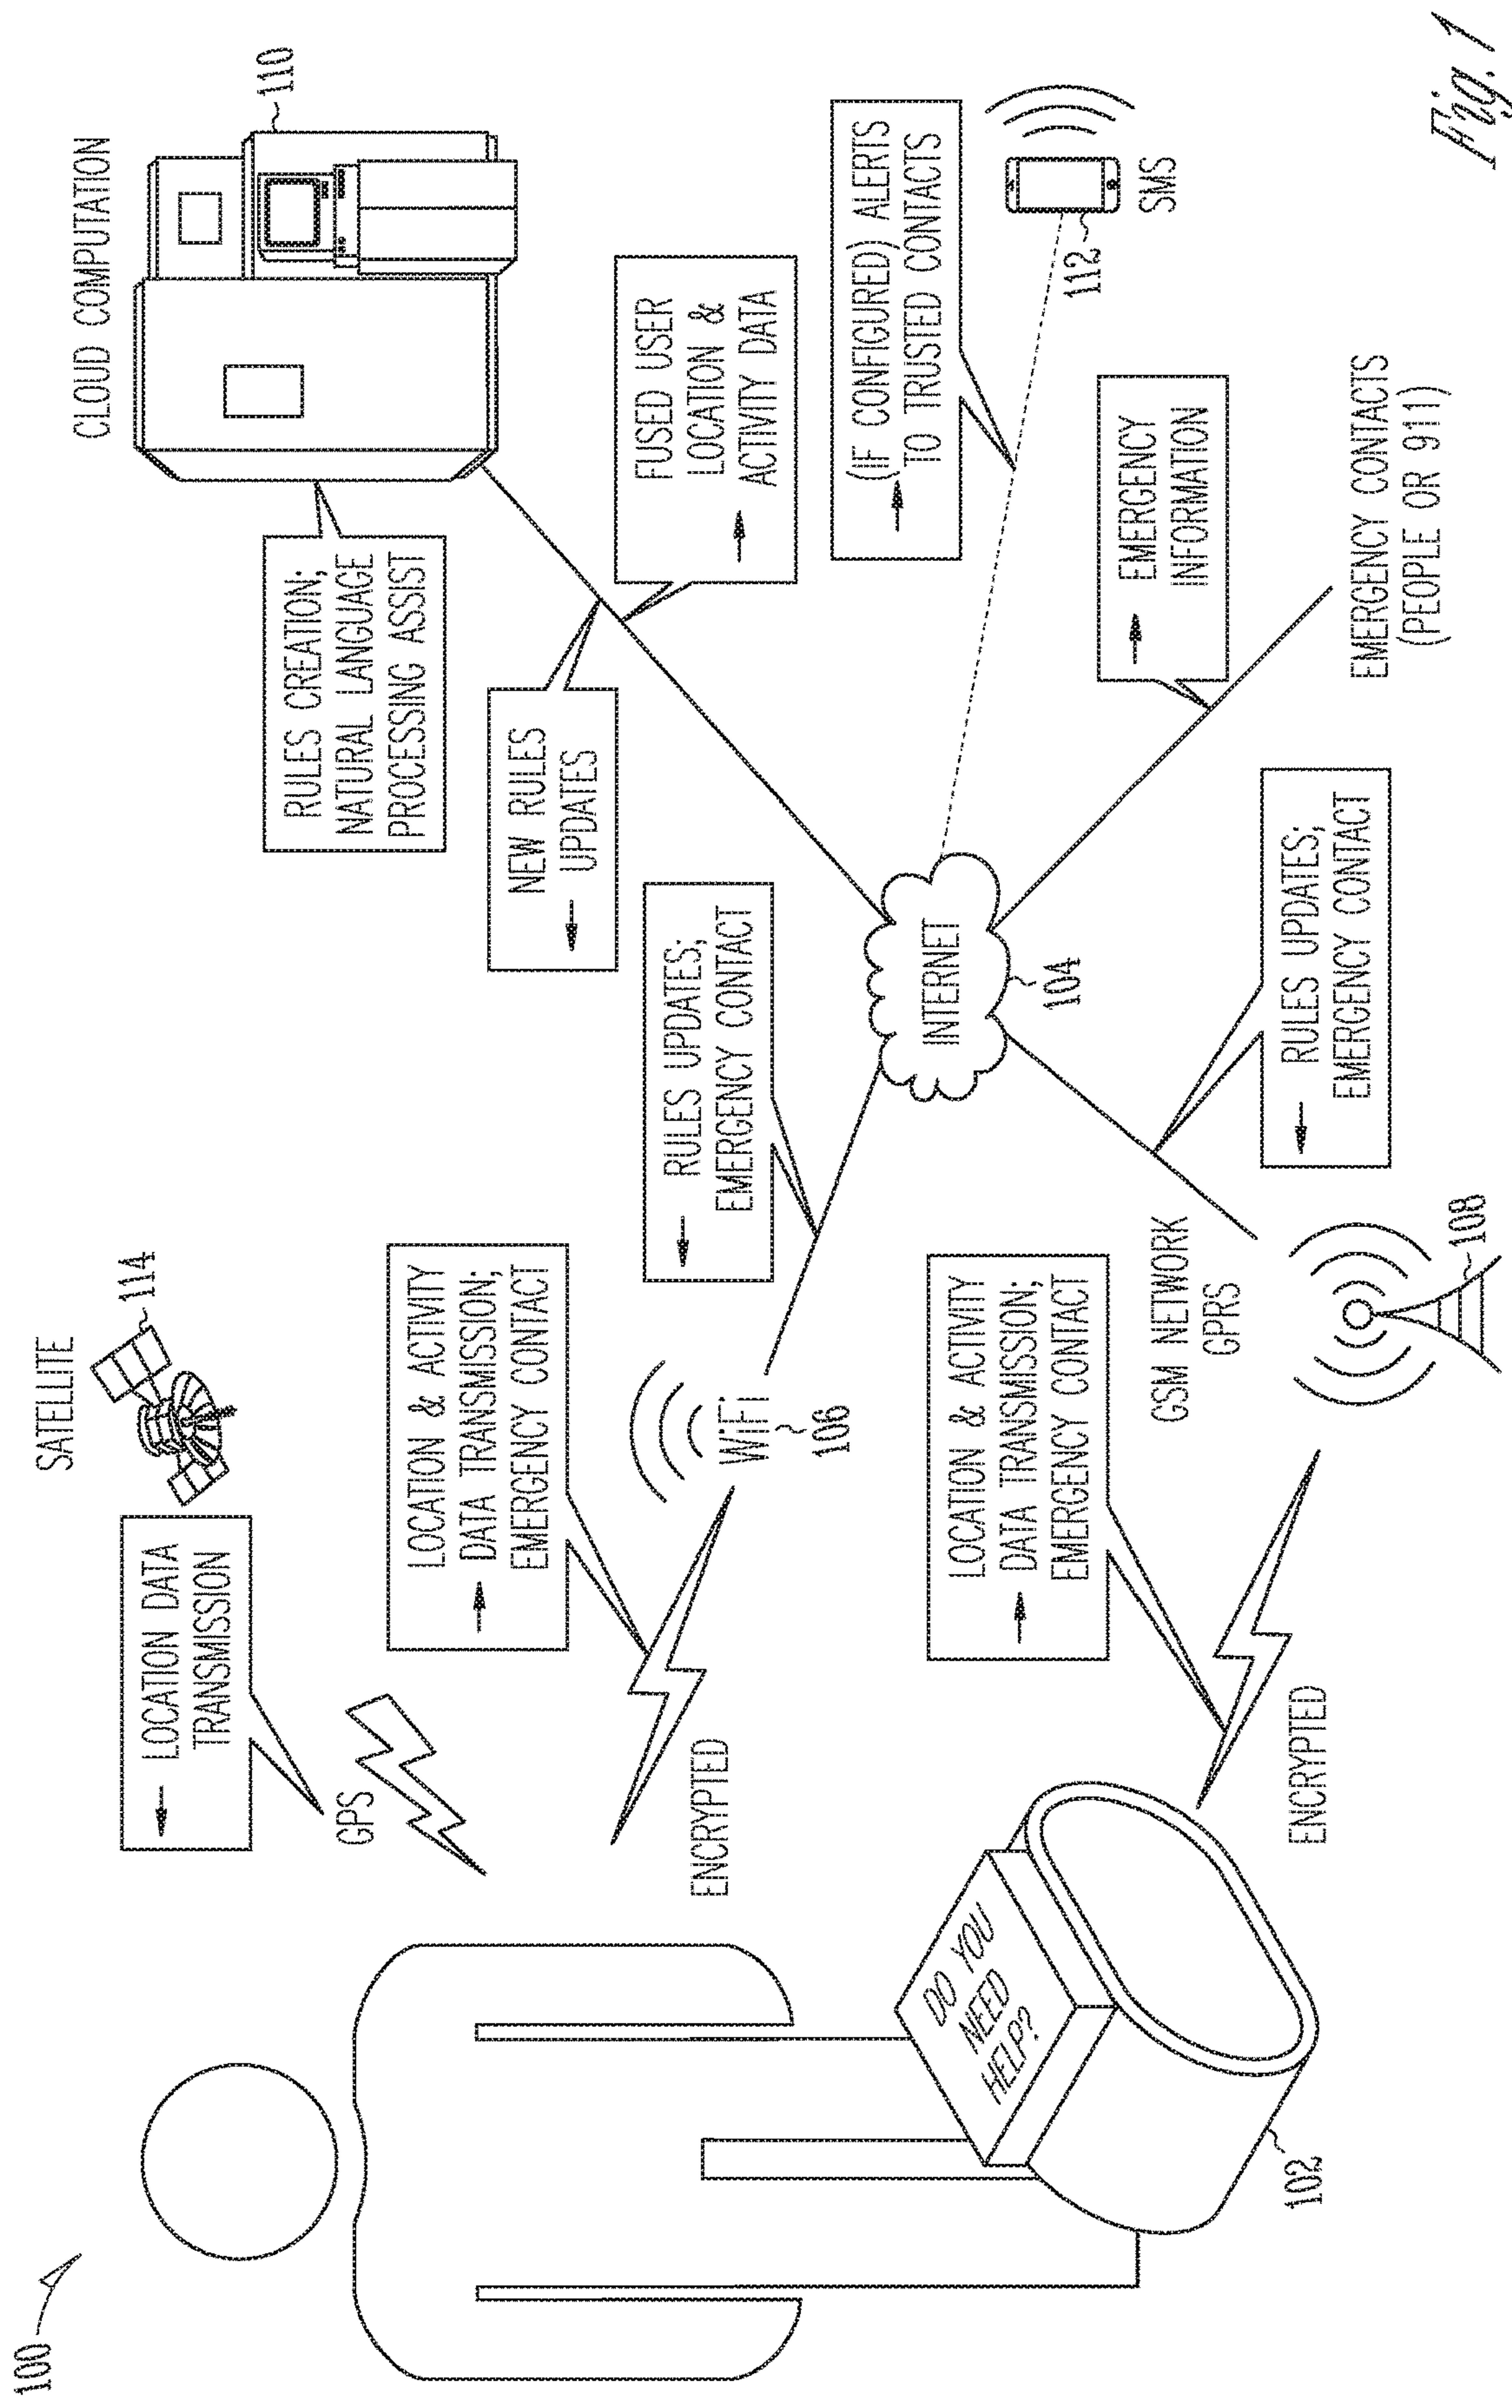 100
SATELLITE
114
CLOUD COMPUTATION
110
← LOCATION DATA
TRANSMISSION
GPS
RULES CREATION;
NATURAL LANGUAGE
PROCESSING ASSIST
LOCATION & ACTIVITY
→ DATA TRANSMISSION;
EMERGENCY CONTACT
NEW RULES
← UPDATES
FUSED USER
LOCATION &
→ ACTIVITY DATA
← RULES UPDATES;
EMERGENCY CONTACT
WiFi
106
ENCRYPTED
(IF CONFIGURED) ALERTS
→ TO TRUSTED CONTACTS
INTERNET
104
112
SMS
DO YOU
NEED
HELP?
102
LOCATION & ACTIVITY
→ DATA TRANSMISSION;
EMERGENCY CONTACT
GSM NETWORK
GPRS
108
ENCRYPTED
← RULES UPDATES;
EMERGENCY CONTACT
→ EMERGENCY
INFORMATION
EMERGENCY CONTACTS
(PEOPLE OR 911)
Fig. 1